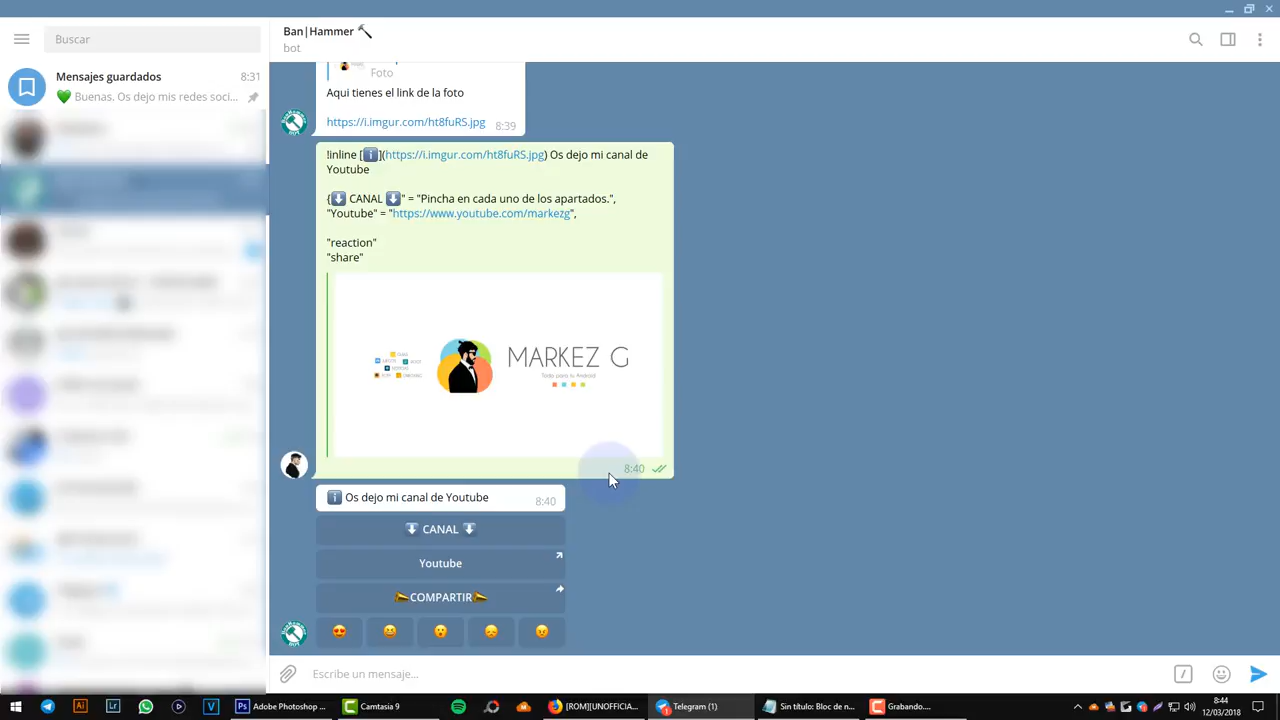 Buscar
Ban|Hammer 🔨
bot
Mensajes guardados
8:31
💚 Buenas. Os dejo mis redes soci...
Foto
Aqui tienes el link de la foto
https://i.imgur.com/ht8fuRS.jpg
8:39
!inline [ℹ️](https://i.imgur.com/ht8fuRS.jpg) Os dejo mi canal de
Youtube
{⬇️ CANAL ⬇️" = "Pincha en cada uno de los apartados.",
"Youtube" = "https://www.youtube.com/markezg",
"reaction"
"share"
MARKEZ G
Todo para tu Android
8:40
ℹ️ Os dejo mi canal de Youtube
8:40
⬇️ CANAL ⬇️
Youtube
📯COMPARTIR📯
😍 😆 😮 😞 😠
Escribe un mensaje...
Adobe Photoshop ...
Camtasia 9
[ROM][UNOFFICIA...
Telegram (1)
Sin título: Bloc de n...
Grabando....
8:44
12/03/2018